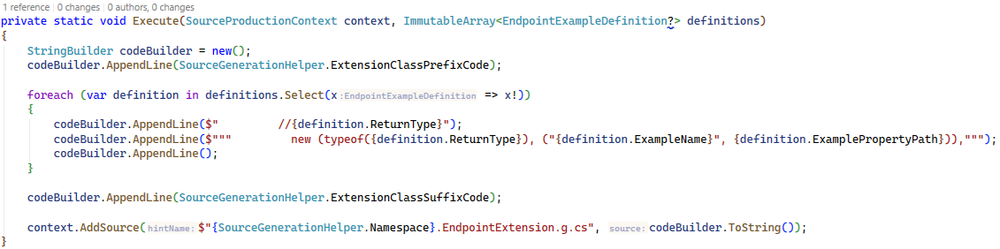 1 reference | 0 changes | 0 authors, 0 changes
private static void Execute(SourceProductionContext context, ImmutableArray<EndpointExampleDefinition?> definitions)
{
    StringBuilder codeBuilder = new();
    codeBuilder.AppendLine(SourceGenerationHelper.ExtensionClassPrefixCode);

    foreach (var definition in definitions.Select(x:EndpointExampleDefinition => x!))
    {
        codeBuilder.AppendLine($"         //{definition.ReturnType}");
        codeBuilder.AppendLine($"""         new (typeof({definition.ReturnType}), ("{definition.ExampleName}", {definition.ExamplePropertyPath})),""");
        codeBuilder.AppendLine();
    }

    codeBuilder.AppendLine(SourceGenerationHelper.ExtensionClassSuffixCode);

    context.AddSource(hintName:$"{SourceGenerationHelper.Namespace}.EndpointExtension.g.cs", source:codeBuilder.ToString());
}